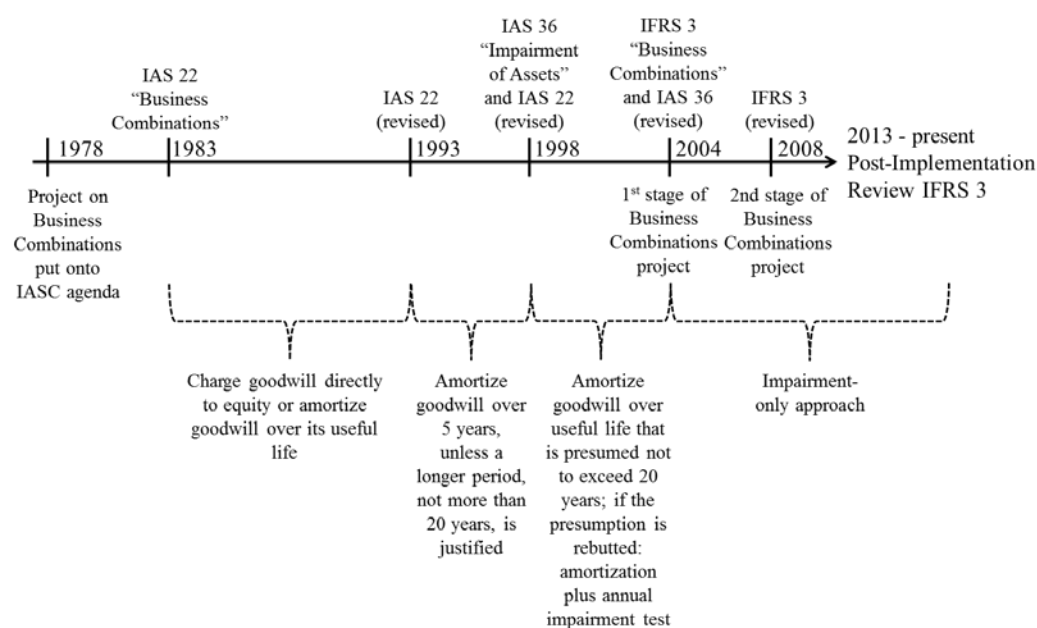 IAS 22
“Business
Combinations”
IAS 22
(revised)
IAS 36
“Impairment
of Assets”
and IAS 22
(revised)
IFRS 3
“Business
Combinations”
and IAS 36
(revised)
IFRS 3
(revised)
1978
1983
1993
1998
2004
2008
2013 - present
Post-Implementation
Review IFRS 3
Project on
Business
Combinations
put onto
IASC agenda
1st stage of
Business
Combinations
project
2nd stage of
Business
Combinations
project
Charge goodwill directly
to equity or amortize
goodwill over its useful
life
Amortize
goodwill over
5 years,
unless a
longer period,
not more than
20 years, is
justified
Amortize
goodwill over
useful life that
is presumed not
to exceed 20
years; if the
presumption is
rebutted:
amortization
plus annual
impairment test
Impairment-
only approach